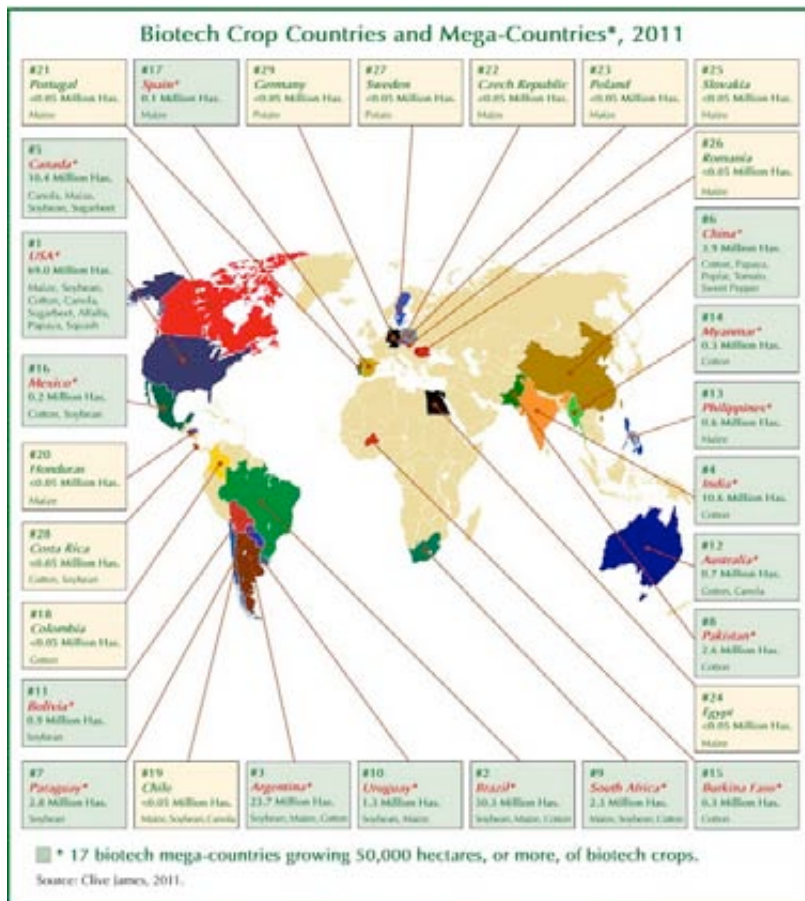 Biotech Crop Countries and Mega-Countries*, 2011
#21
Portugal
<0.05 Million Has.
Maize
#17
Spain*
0.1 Million Has.
Maize
#29
Germany
<0.05 Million Has.
Potato
#27
Sweden
<0.05 Million Has.
Potato
#22
Czech Republic
<0.05 Million Has.
Maize
#23
Poland
<0.05 Million Has.
Maize
#25
Slovakia
<0.05 Million Has.
Maize
#5
Canada*
10.4 Million Has.
Canola, Maize,
Soybean, Sugarbeet
#26
Romania
<0.05 Million Has.
Maize
#1
USA*
69.0 Million Has.
Maize, Soybean,
Cotton, Canola,
Sugarbeet, Alfalfa,
Papaya, Squash
#6
China*
3.9 Million Has.
Cotton, Papaya,
Poplar, Tomato,
Sweet Pepper
#14
Myanmar*
0.3 Million Has.
Cotton
#16
Mexico*
0.2 Million Has.
Cotton, Soybean
#13
Philippines*
0.6 Million Has.
Maize
#20
Honduras
<0.05 Million Has.
Maize
#4
India*
10.6 Million Has.
Cotton
#28
Costa Rica
<0.05 Million Has.
Cotton, Soybean
#12
Australia*
0.7 Million Has.
Cotton, Canola
#18
Colombia
<0.05 Million Has.
Cotton
#8
Pakistan*
2.6 Million Has.
Cotton
#11
Bolivia*
0.9 Million Has.
Soybean
#24
Egypt
<0.05 Million Has.
Maize
#7
Paraguay*
2.8 Million Has.
Soybean
#19
Chile
<0.05 Million Has.
Maize, Soybean, Canola
#3
Argentina*
23.7 Million Has.
Soybean, Maize, Cotton
#10
Uruguay*
1.3 Million Has.
Soybean, Maize
#2
Brazil*
30.3 Million Has.
Soybean, Maize, Cotton
#9
South Africa*
2.3 Million Has.
Maize, Soybean, Cotton
#15
Burkina Faso*
0.3 Million Has.
Cotton
* 17 biotech mega-countries growing 50,000 hectares, or more, of biotech crops.
Source: Clive James, 2011.